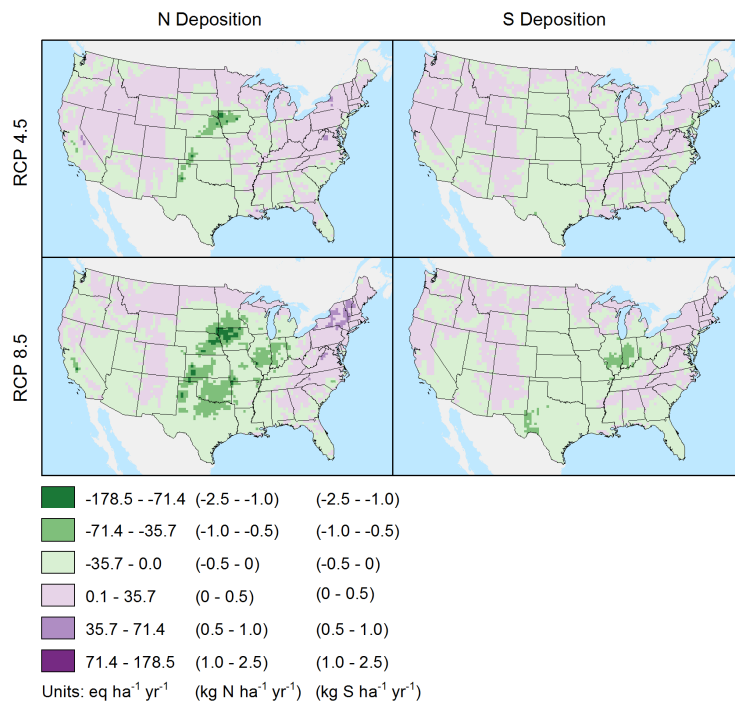 N Deposition S Deposition
RCP 4.5
RCP 8.5
-178.5 - -71.4 (-2.5 - -1.0) (-2.5 - -1.0)
-71.4 - -35.7 (-1.0 - -0.5) (-1.0 - -0.5)
-35.7 - 0.0 (-0.5 - 0) (-0.5 - 0)
0.1 - 35.7 (0 - 0.5) (0 - 0.5)
35.7 - 71.4 (0.5 - 1.0) (0.5 - 1.0)
71.4 - 178.5 (1.0 - 2.5) (1.0 - 2.5)
Units: eq ha⁻¹ yr⁻¹ (kg N ha⁻¹ yr⁻¹) (kg S ha⁻¹ yr⁻¹)